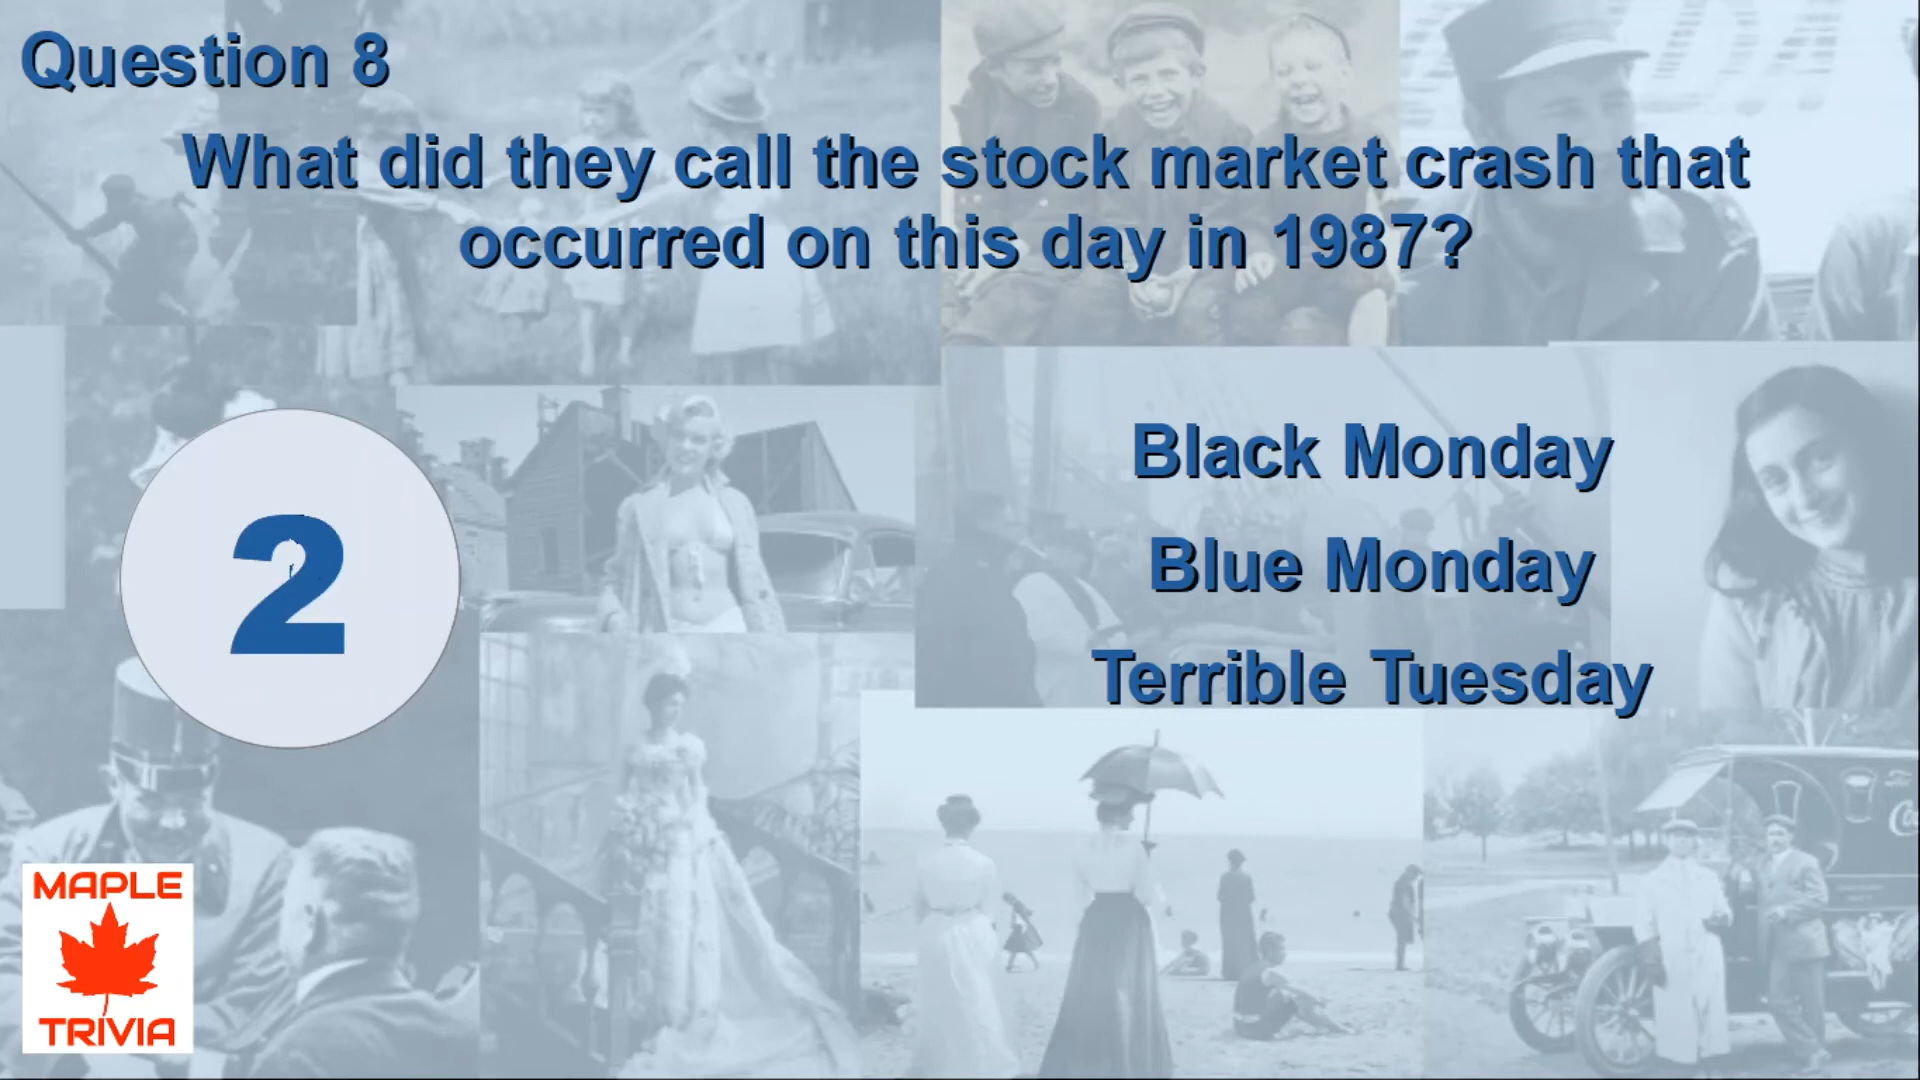 Question 8
What did they call the stock market crash that
occurred on this day in 1987?
Black Monday
Blue Monday
Terrible Tuesday
2
MAPLE
TRIVIA